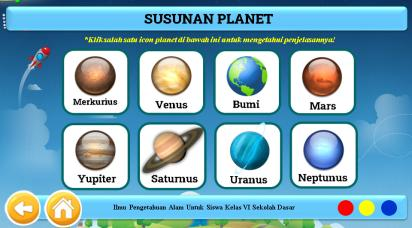 SUSUNAN PLANET
*Klik salah satu icon planet di bawah ini untuk mengetahui penjelasannya!
Merkurius Venus Bumi Mars
Yupiter Saturnus Uranus Neptunus
Ilmu Pengetahuan Alam Untuk Siswa Kelas VI Sekolah Dasar